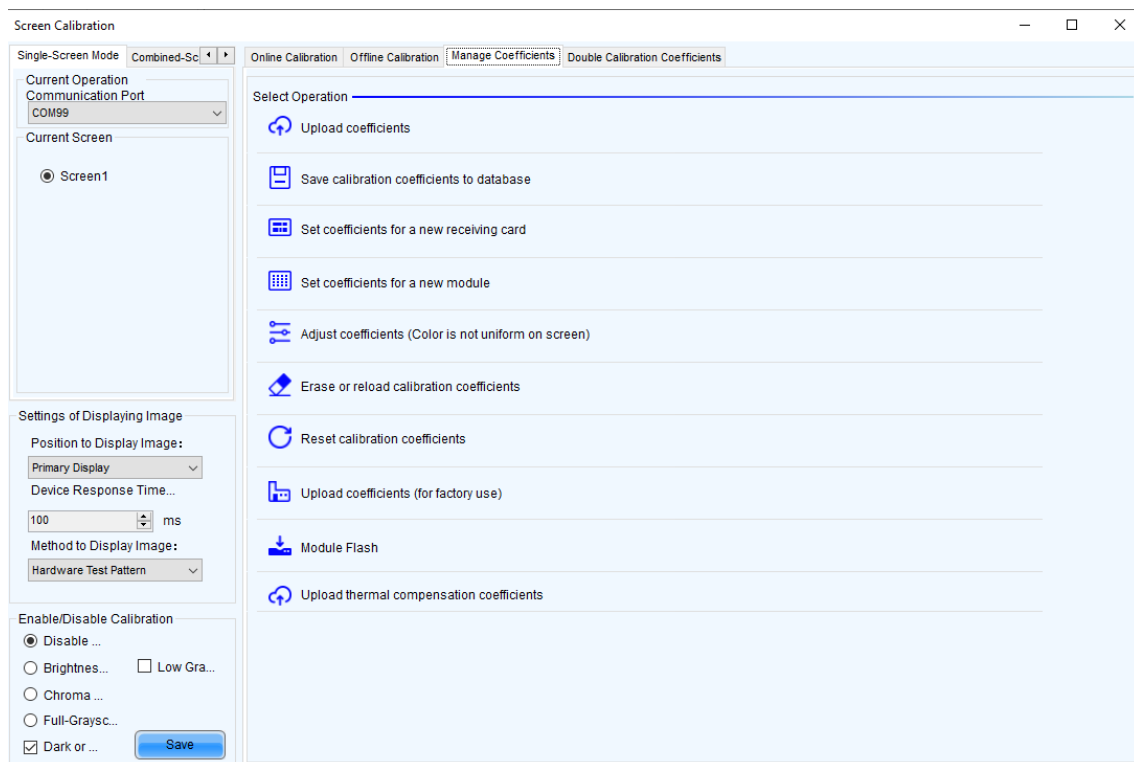 Screen Calibration
Single-Screen Mode
Combined-Sc
Online Calibration
Offline Calibration
Manage Coefficients
Double Calibration Coefficients
Current Operation
Communication Port
COM99
Current Screen
Screen1
Settings of Displaying Image
Position to Display Image:
Primary Display
Device Response Time...
100
ms
Method to Display Image:
Hardware Test Pattern
Enable/Disable Calibration
Disable ...
Brightnes...
Low Gra...
Chroma ...
Full-Graysc...
Dark or ...
Save
Select Operation
Upload coefficients
Save calibration coefficients to database
Set coefficients for a new receiving card
Set coefficients for a new module
Adjust coefficients (Color is not uniform on screen)
Erase or reload calibration coefficients
Reset calibration coefficients
Upload coefficients (for factory use)
Module Flash
Upload thermal compensation coefficients